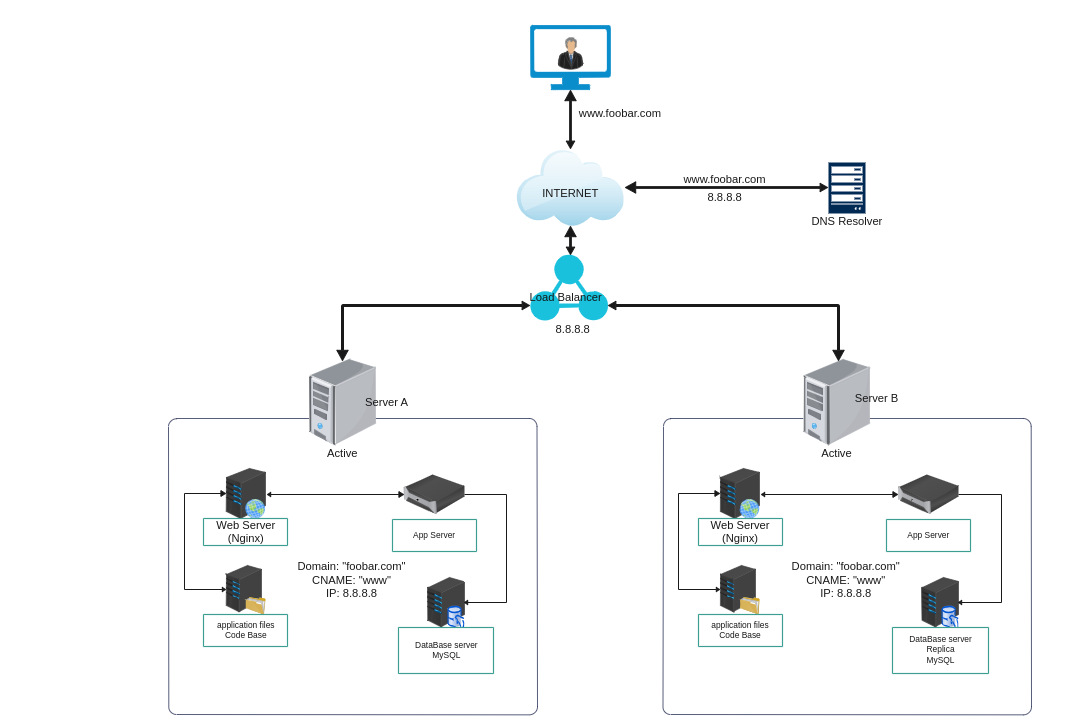 www.foobar.com
INTERNET
www.foobar.com
8.8.8.8
DNS Resolver
Load Balancer
8.8.8.8
Server A
Active
Web Server
(Nginx)
App Server
Domain: "foobar.com"
CNAME: "www"
IP: 8.8.8.8
application files
Code Base
DataBase server
MySQL
Server B
Active
Web Server
(Nginx)
App Server
Domain: "foobar.com"
CNAME: "www"
IP: 8.8.8.8
application files
Code Base
DataBase server
Replica
MySQL